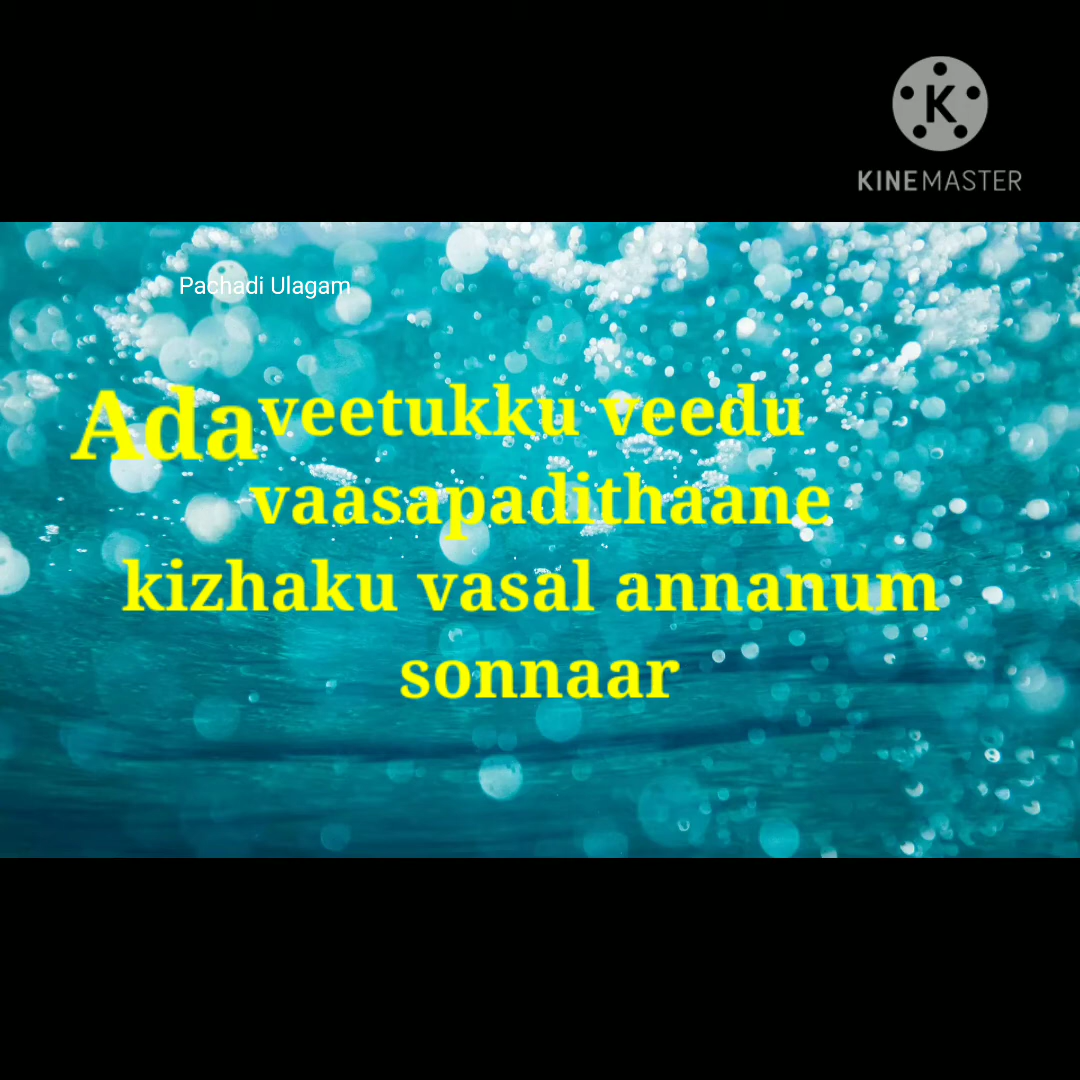 K
KINEMASTER
Pachadi Ulagam
Ada veetukku veedu
vaasapadithaane
kizhaku vasal annanum
sonnaar